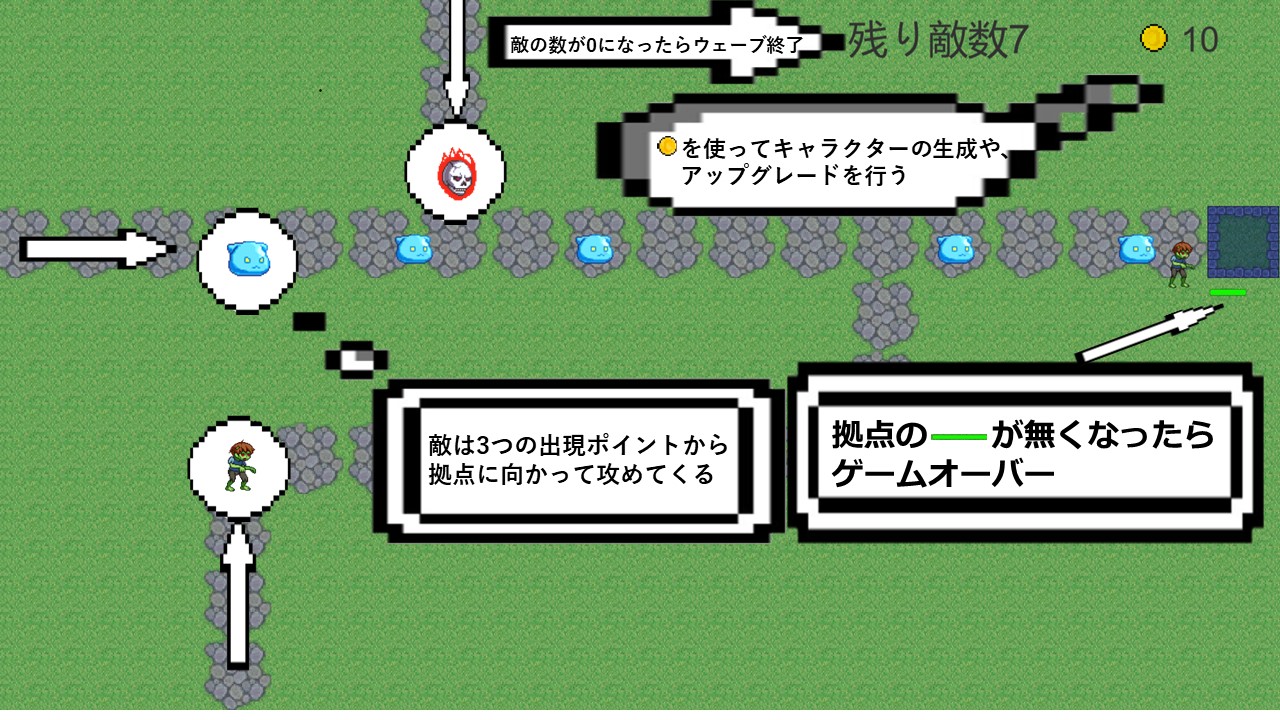 敵の数が0になったらウェーブ終了
残り敵数7
10
を使ってキャラクターの生成や、
アップグレードを行う
敵は3つの出現ポイントから
拠点に向かって攻めてくる
拠点の が無くなったら
ゲームオーバー